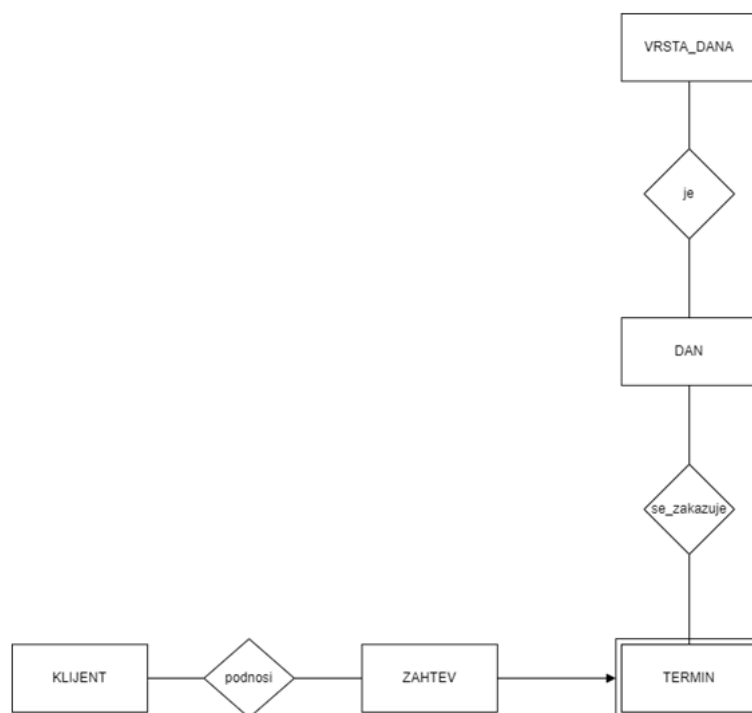 VRSTA_DANA
je
DAN
se_zakazuje
KLIJENT
podnosi
ZAHTEV
TERMIN